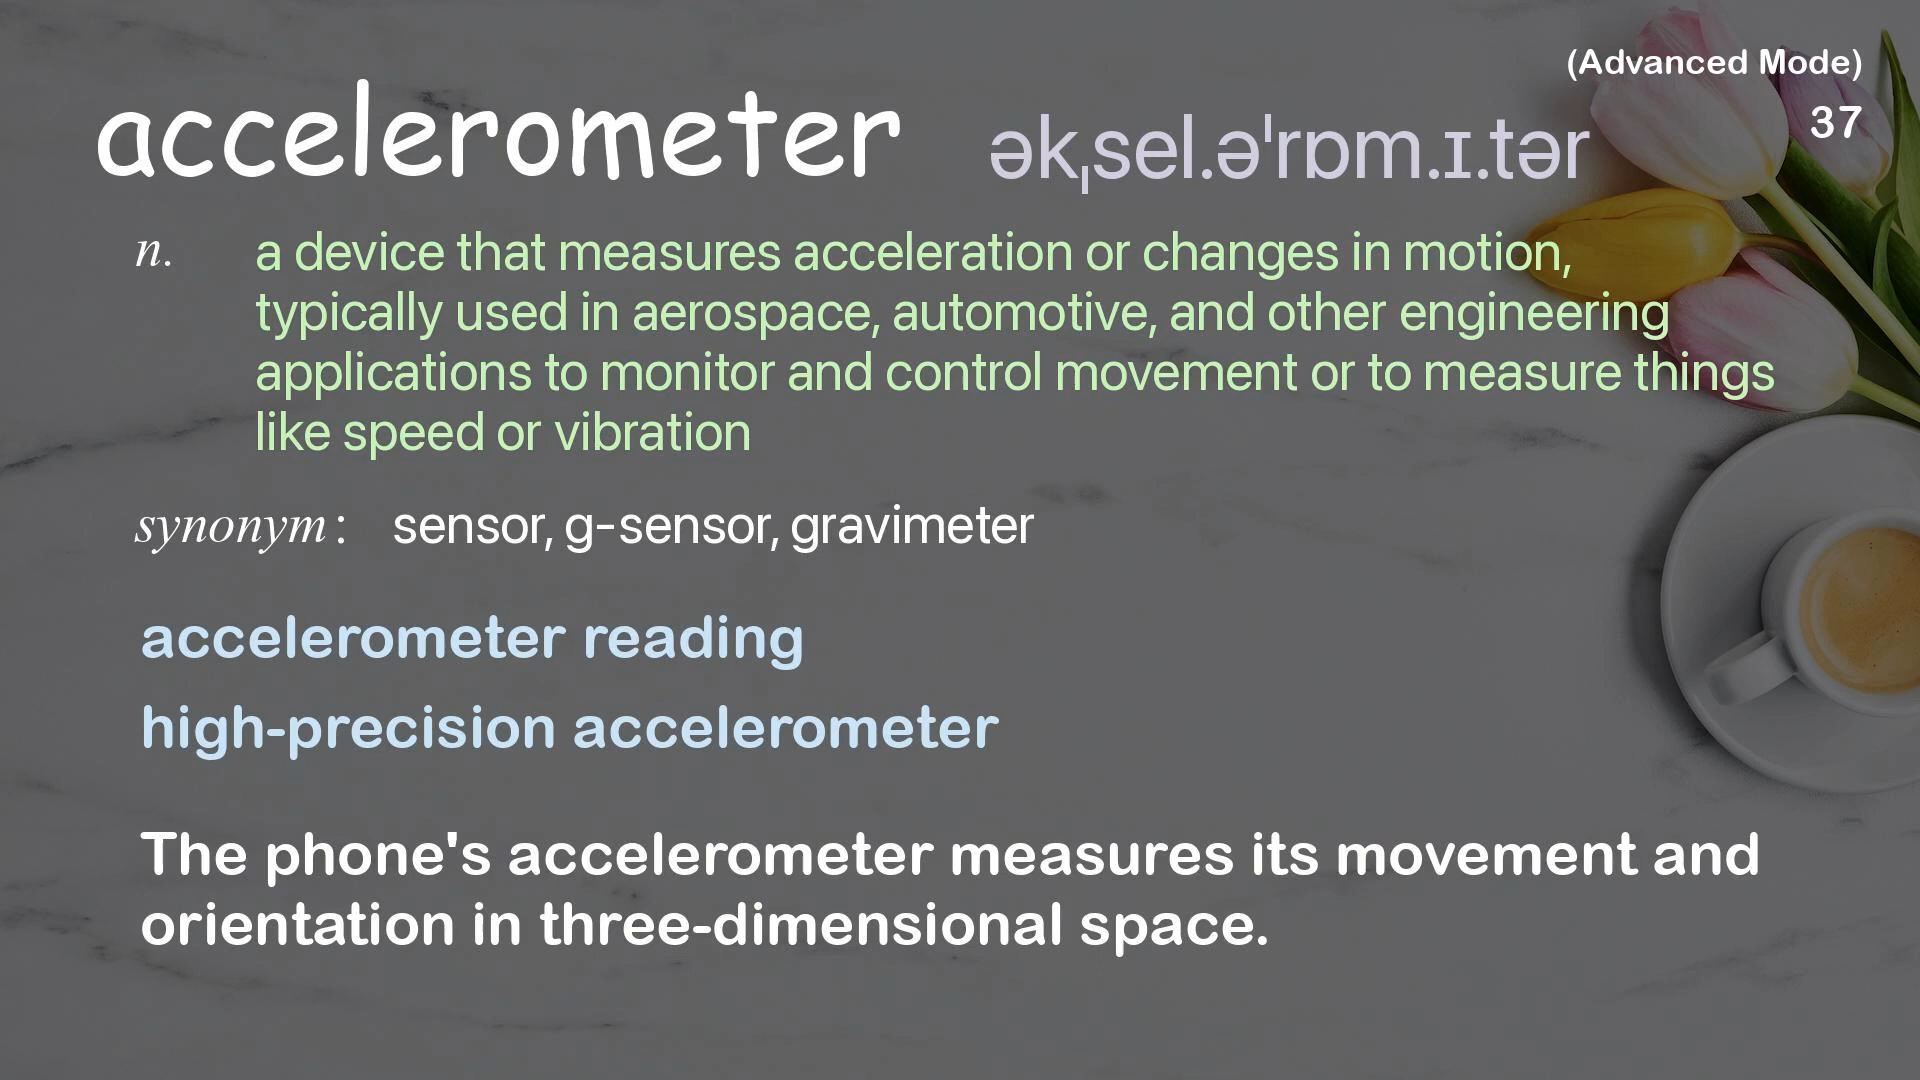 (Advanced Mode)
accelerometer əkˌsel.əˈrɒm.ɪ.tər 37
n. a device that measures acceleration or changes in motion,
typically used in aerospace, automotive, and other engineering
applications to monitor and control movement or to measure things
like speed or vibration
synonym: sensor, g-sensor, gravimeter
accelerometer reading
high-precision accelerometer
The phone's accelerometer measures its movement and
orientation in three-dimensional space.